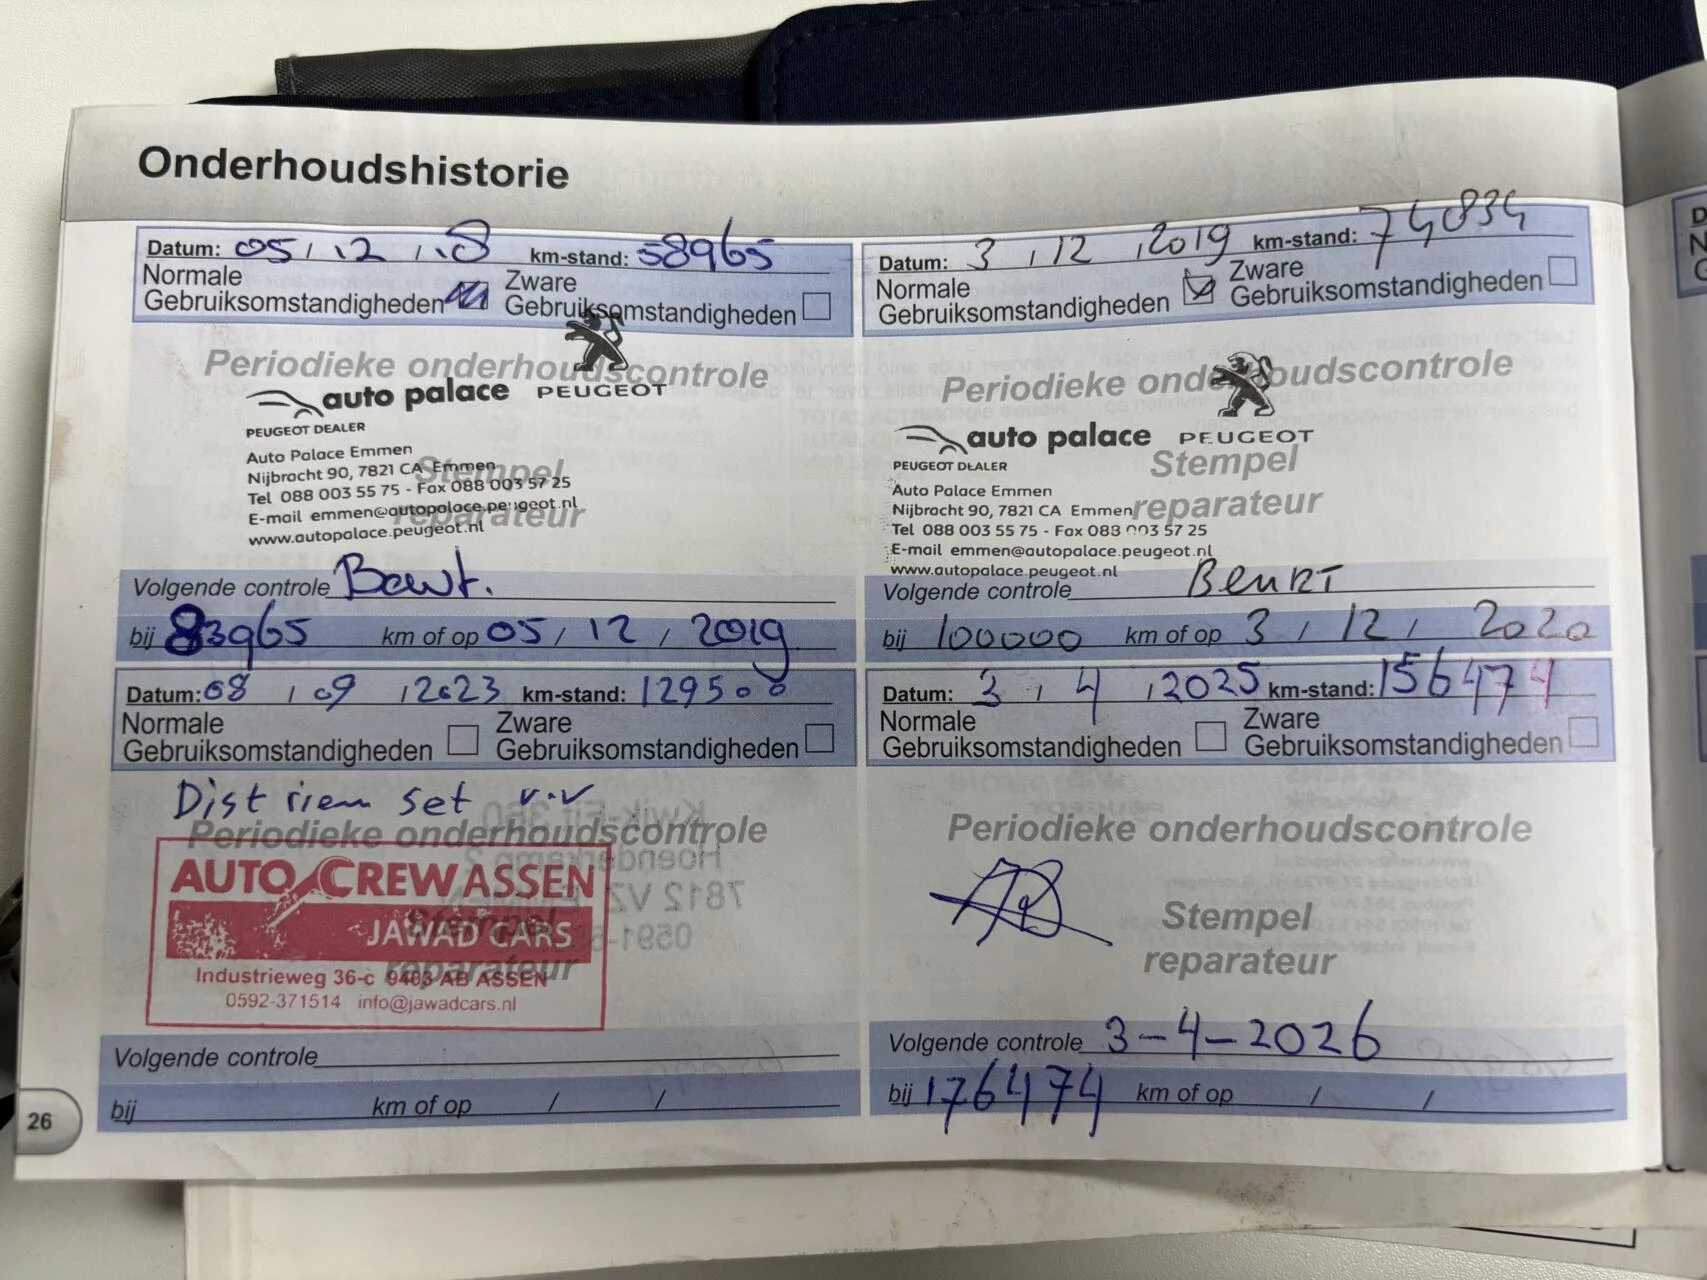 Onderhoudshistorie
Datum: 05 / 12 / 18 km-stand: 58965
Normale Gebruiksomstandigheden Zware Gebruiksomstandigheden
Periodieke onderhoudscontrole
auto palace PEUGEOT
PEUGEOT DEALER
Auto Palace Emmen
Nijbracht 90, 7821 CA Emmen
Tel 088 003 55 75 - Fax 088 003 57 25
E-mail emmen@autopalace.peugeot.nl
www.autopalace.peugeot.nl
Stempel
reparateur
Volgende controle
bij 83965 km of op 05 / 12 / 2019
Datum: 3 / 12 / 2019 km-stand: 74834
Normale Gebruiksomstandigheden Zware Gebruiksomstandigheden
Periodieke onderhoudscontrole
auto palace PEUGEOT
PEUGEOT DEALER
Stempel
reparateur
Auto Palace Emmen
Nijbracht 90, 7821 CA Emmen
Tel 088 003 55 75 - Fax 088 003 57 25
E-mail emmen@autopalace.peugeot.nl
www.autopalace.peugeot.nl
Volgende controle Beurt
bij 100000 km of op 3 / 12 / 2020
Datum: 08 / 09 / 2023 km-stand: 129500
Normale Gebruiksomstandigheden Zware Gebruiksomstandigheden
Dist riem set v.v
Periodieke onderhoudscontrole
AUTO CREW ASSEN
JAWAD CARS
Stempel
reparateur
Industrieweg 36-c 9403 AB ASSEN
0592-371514 info@jawadcars.nl
Volgende controle
bij km of op / /
Datum: 3 / 4 / 2025 km-stand: 156474
Normale Gebruiksomstandigheden Zware Gebruiksomstandigheden
Periodieke onderhoudscontrole
Stempel
reparateur
Volgende controle 3-4-2026
bij 176474 km of op / /
26